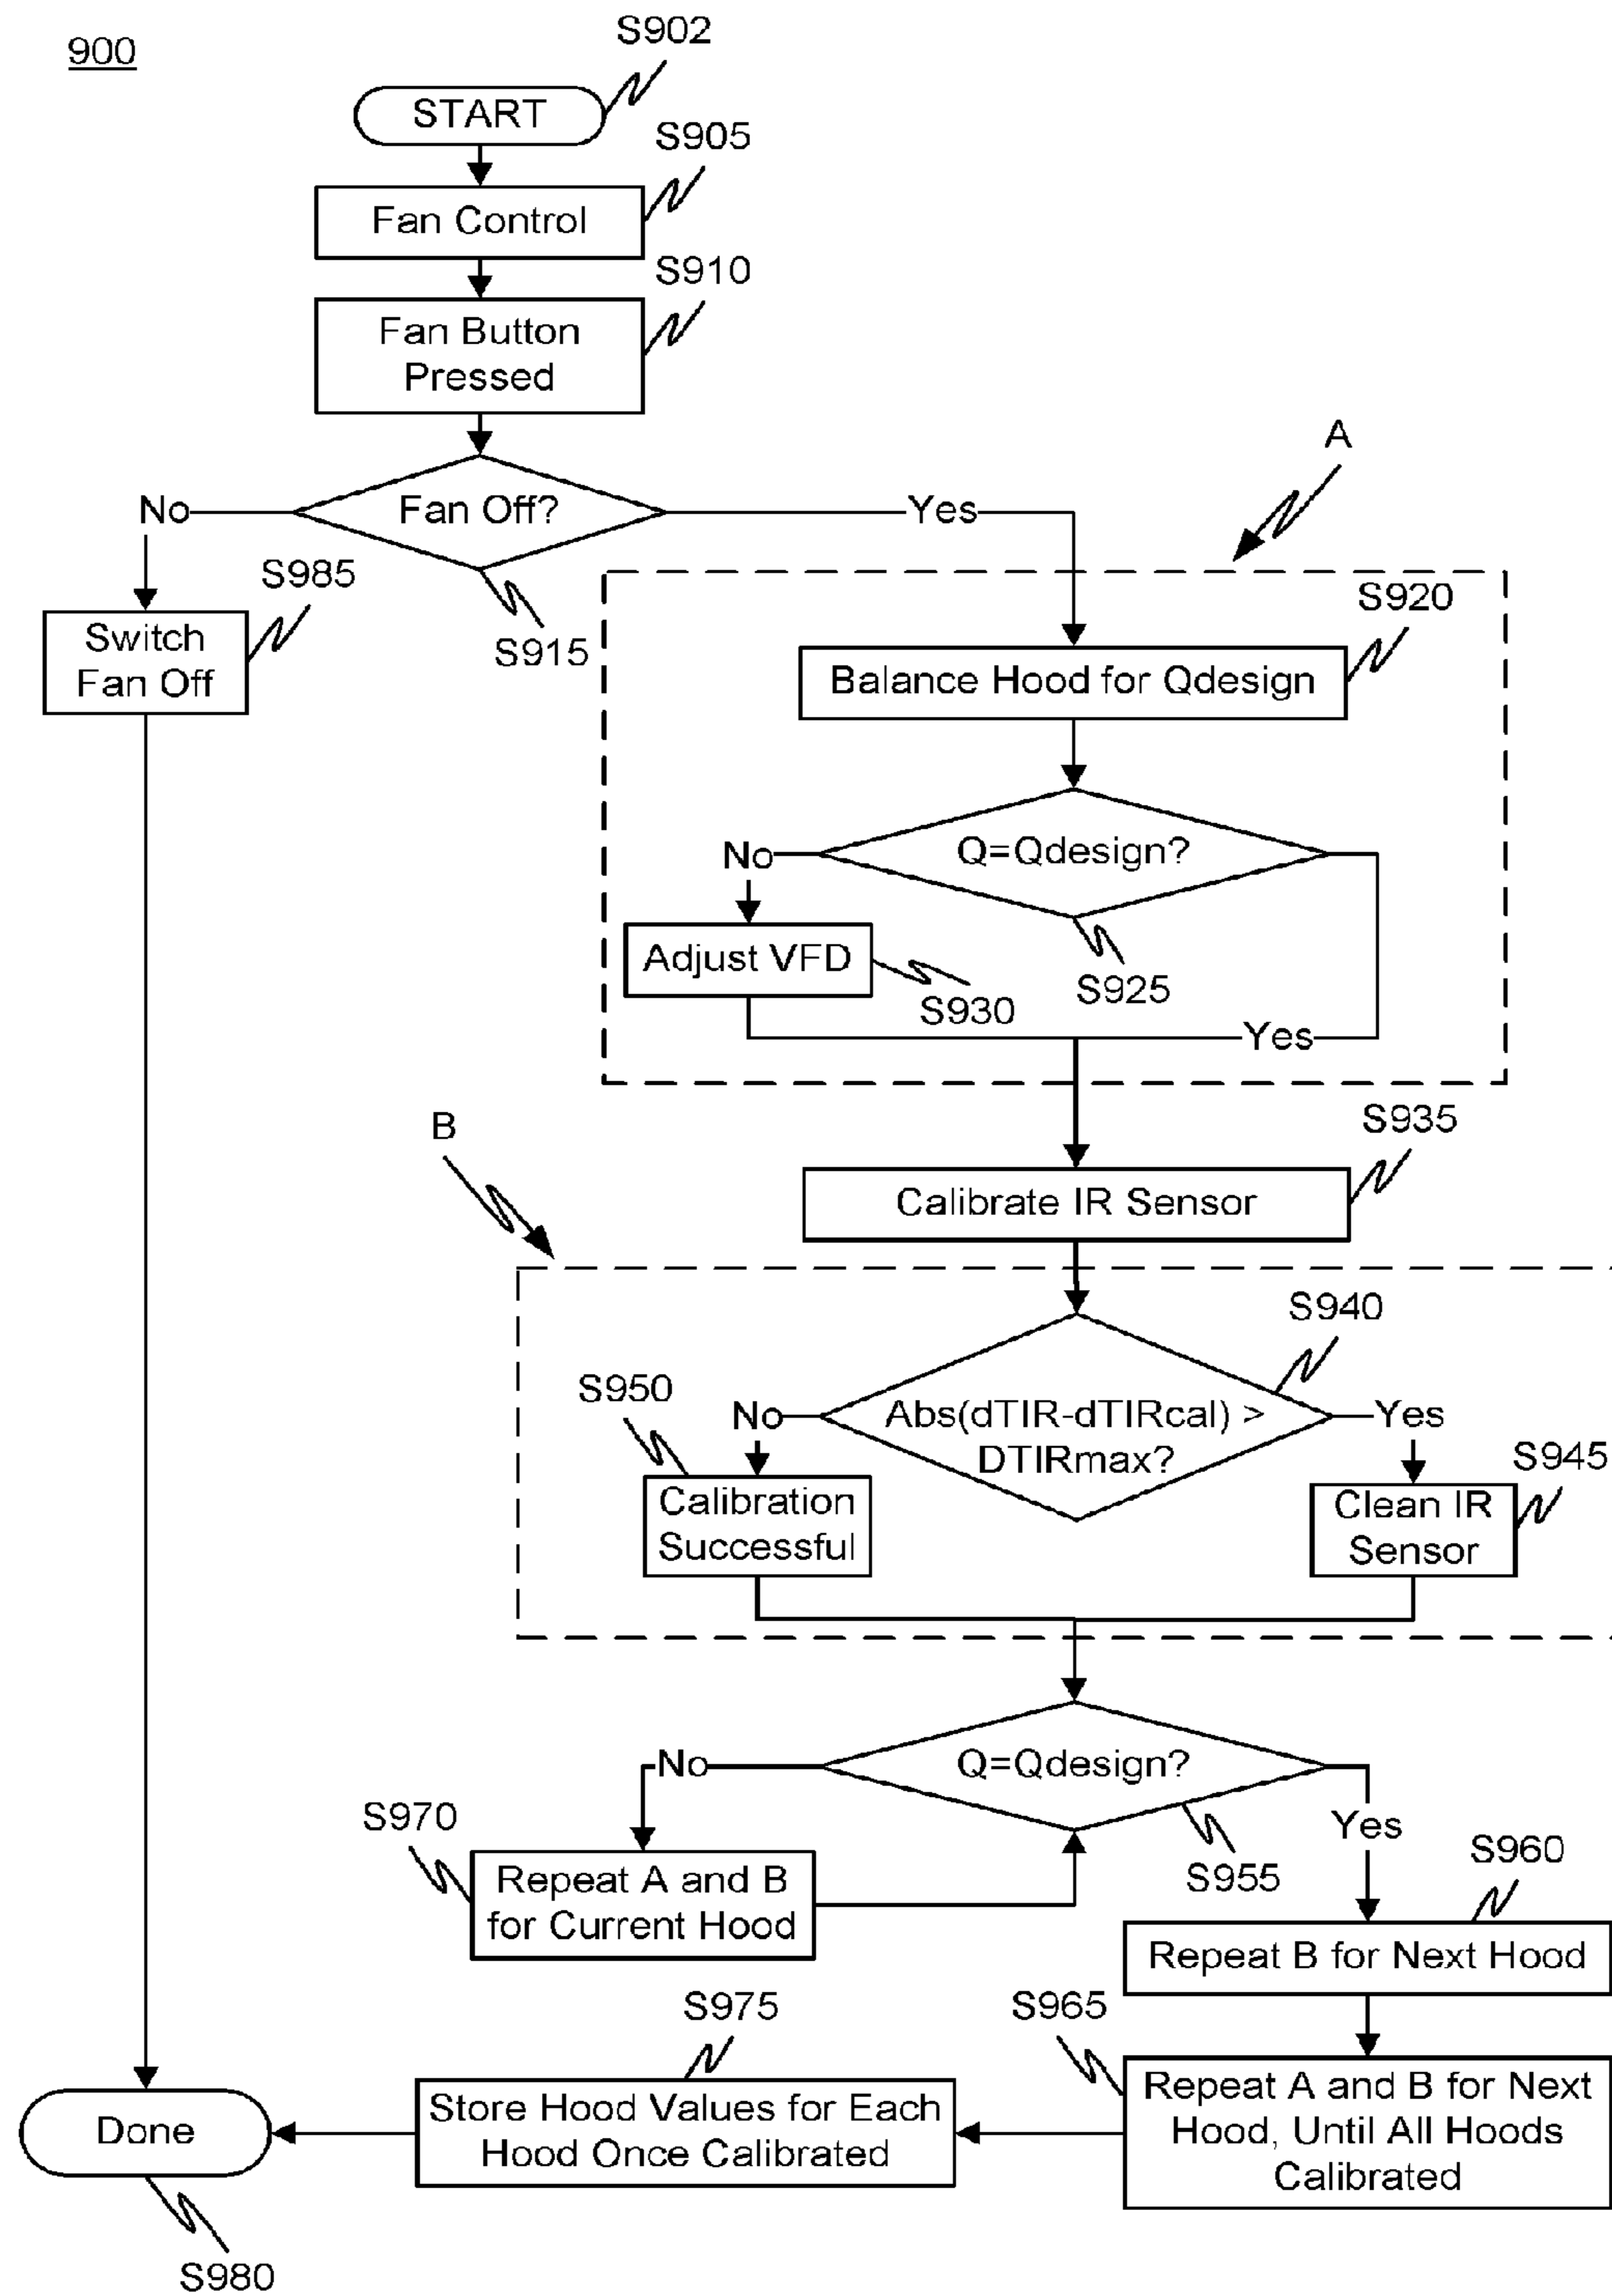 900
S902
START
S905
Fan Control
S910
Fan Button
Pressed
A
No
Fan Off?
Yes
S985
S915
S920
Switch
Fan Off
Balance Hood for Qdesign
No
Q=Qdesign?
Adjust VFD
S930
S925
Yes
B
S935
Calibrate IR Sensor
S940
S950
No
Abs(dTIR-dTIRcal) >
DTIRmax?
Yes
S945
Calibration
Successful
Clean IR
Sensor
No
Q=Qdesign?
S970
Yes
S955
S960
Repeat A and B
for Current Hood
Repeat B for Next Hood
S975
S965
Store Hood Values for Each
Hood Once Calibrated
Repeat A and B for Next
Hood, Until All Hoods
Calibrated
Done
S980